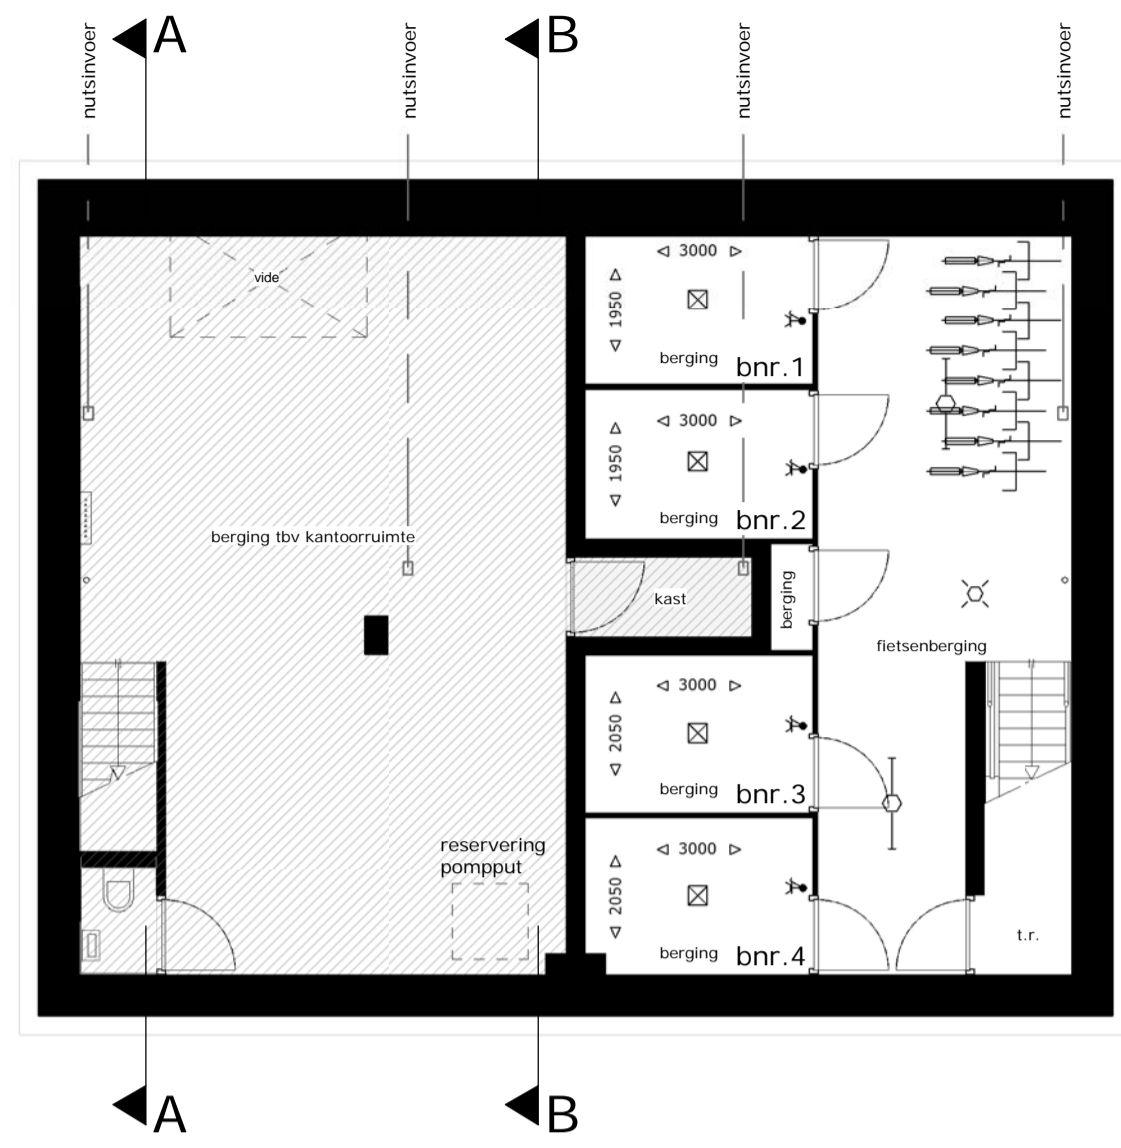 A
B
nutsinvoer
nutsinvoer
nutsinvoer
nutsinvoer
vide
3000
1950
berging
bnr.1
3000
1950
berging
bnr.2
berging tbv kantoorruimte
kast
berging
fietsenberging
3000
2050
berging
bnr.3
reservering
pompput
3000
2050
berging
bnr.4
t.r.
A
B